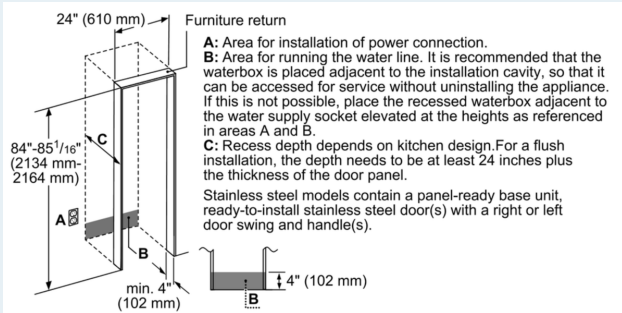 24" (610 mm)
Furniture return
A: Area for installation of power connection.
B: Area for running the water line. It is recommended that the
waterbox is placed adjacent to the installation cavity, so that it
can be accessed for service without uninstalling the appliance.
If this is not possible, place the recessed waterbox adjacent to
the water supply socket elevated at the heights as referenced
in areas A and B.
C: Recess depth depends on kitchen design.For a flush
installation, the depth needs to be at least 24 inches plus
the thickness of the door panel.
Stainless steel models contain a panel-ready base unit,
ready-to-install stainless steel door(s) with a right or left
door swing and handle(s).
C
84"-85 1/16"
(2134 mm-
2164 mm)
A
B
min. 4"
(102 mm)
4" (102 mm)
B